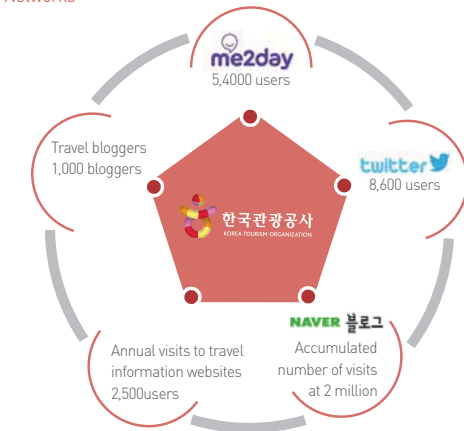 Networks
me2day
5,4000 users
Travel bloggers
1,000 bloggers
twitter
8,600 users
한국관광공사
KOREA TOURISM ORGANIZATION
NAVER 블로그
Accumulated
number of visits
at 2 million
Annual visits to travel
information websites
2,500users